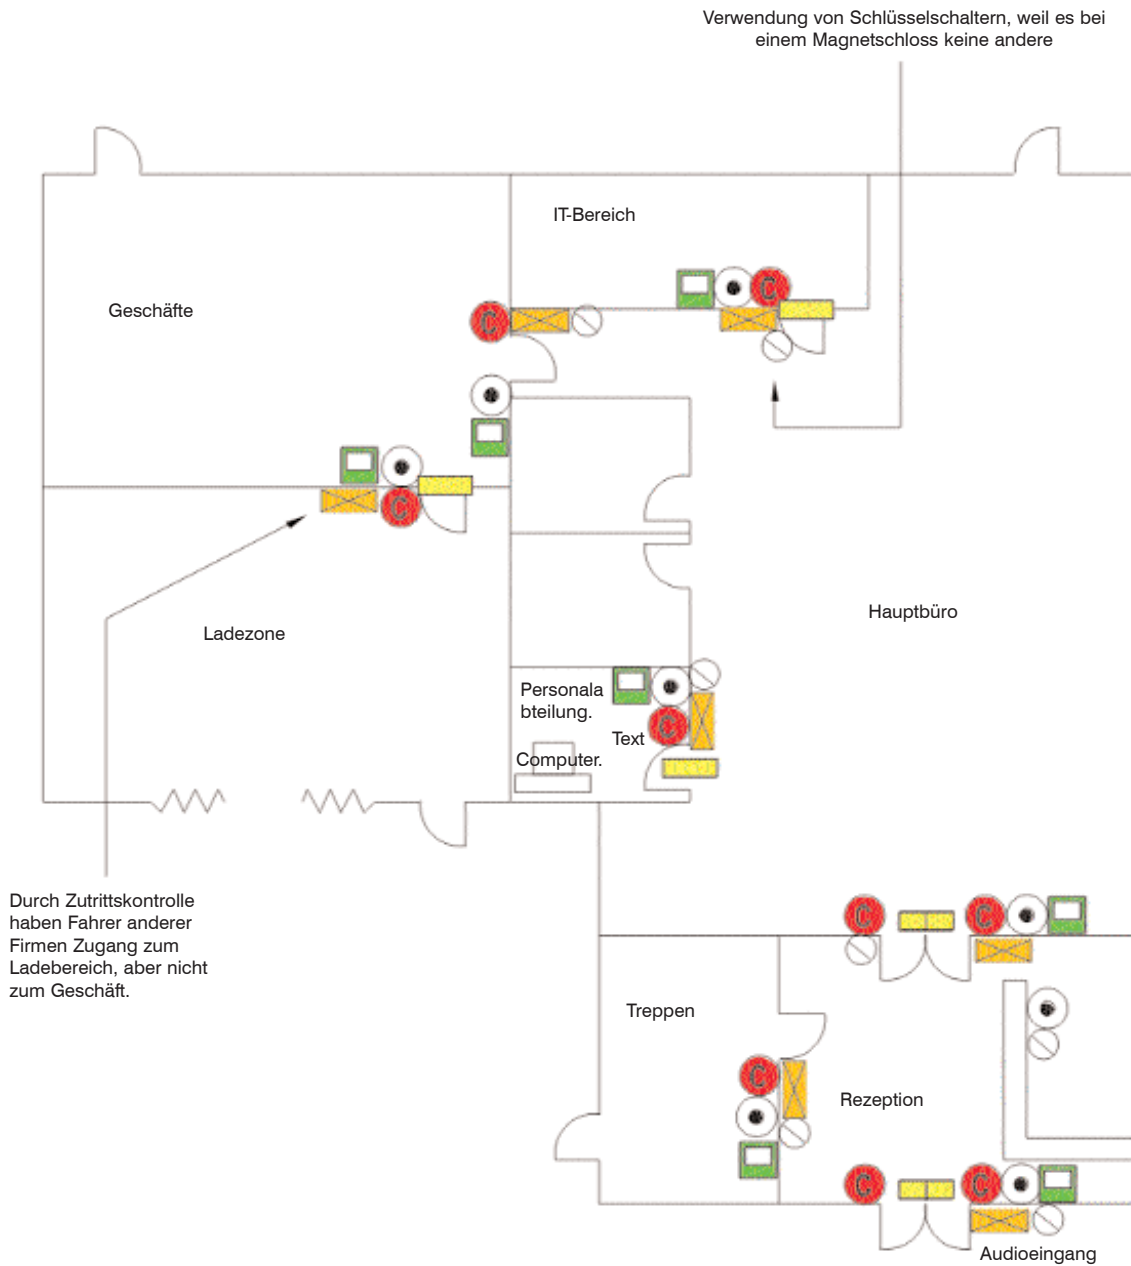 Verwendung von Schlüsselschaltern, weil es bei
einem Magnetschloss keine andere
IT-Bereich
Geschäfte
C
C
C
Ladezone
Hauptbüro
Personala
bteilung.
C
Text
Computer.
Durch Zutrittskontrolle
haben Fahrer anderer
Firmen Zugang zum
Ladebereich, aber nicht
zum Geschäft.
C
C
Treppen
C
Rezeption
C
C
Audioeingang